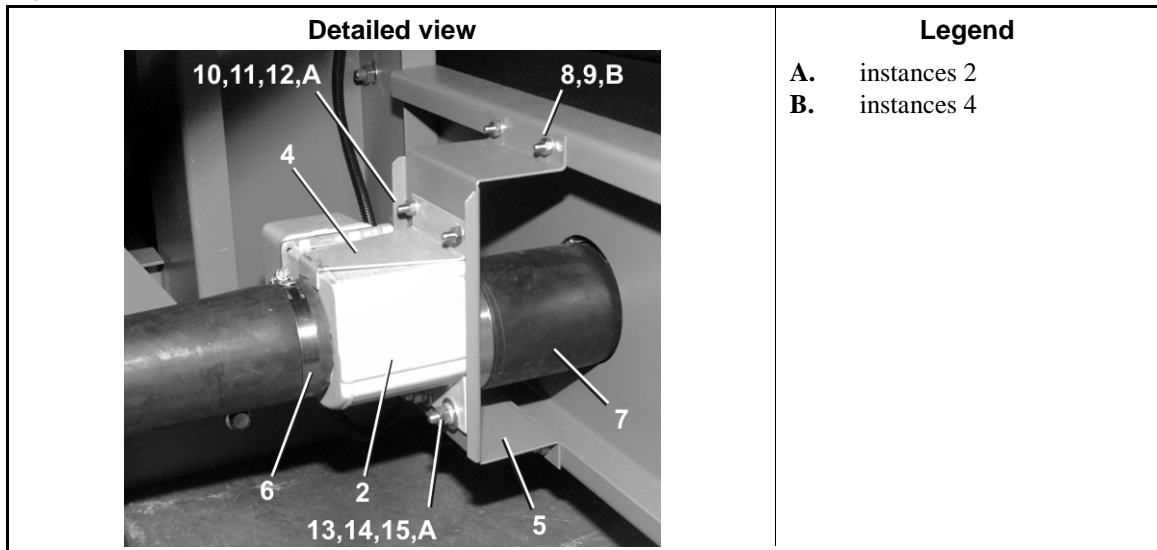 Detailed view
Legend
10,11,12,A
8,9,B
4
6
2
13,14,15,A
5
7
A. instances 2
B. instances 4